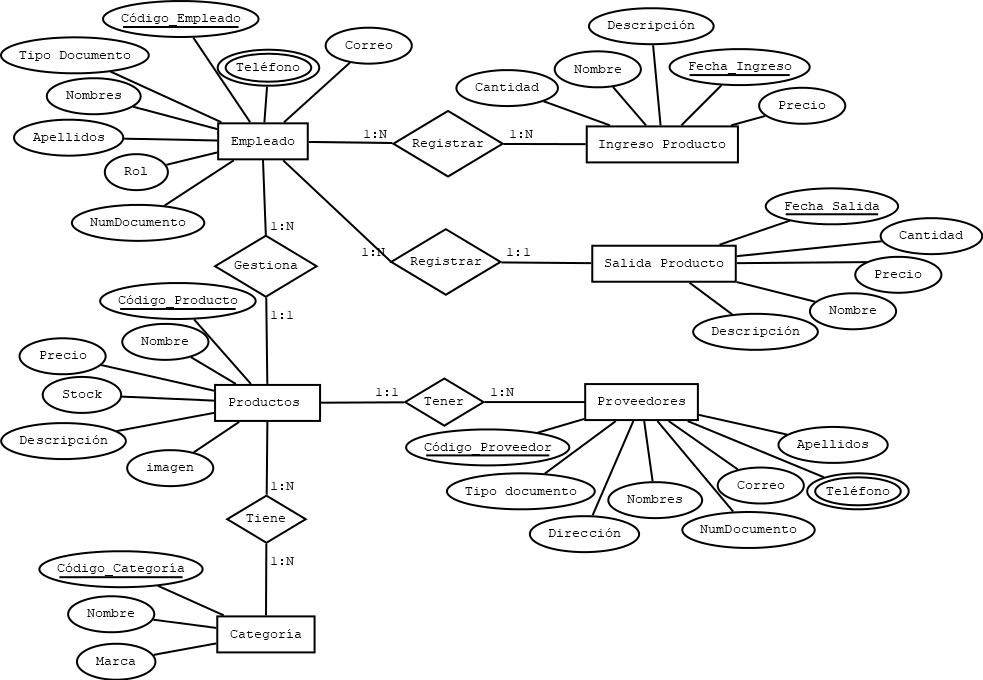 Código_Empleado
Descripción
Correo
Tipo Documento
Teléfono
Nombre
Fecha_Ingreso
Cantidad
Nombres
Precio
Apellidos
Empleado
1:N
Registrar
1:N
Ingreso Producto
Rol
NumDocumento
Fecha_Salida
1:N
Cantidad
1:N
Registrar
1:1
Salida Producto
Gestiona
Precio
Código_Producto
1:1
Nombre
Descripción
Nombre
Precio
Stock
Productos
1:1
Tener
1:N
Proveedores
Descripción
Código_Proveedor
Apellidos
imagen
Correo
Tipo documento
Teléfono
Nombres
1:N
Tiene
Dirección
NumDocumento
1:N
Código_Categoría
Nombre
Categoría
Marca